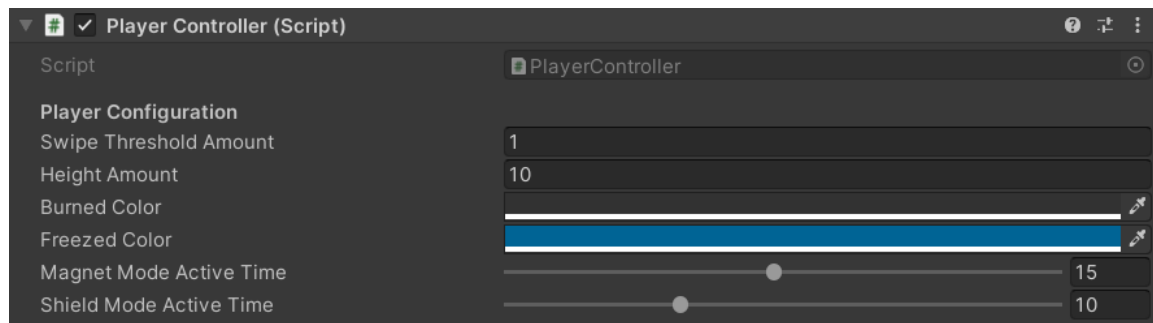 Player Controller (Script)
Script PlayerController
Player Configuration
Swipe Threshold Amount 1
Height Amount 10
Burned Color
Freezed Color
Magnet Mode Active Time 15
Shield Mode Active Time 10